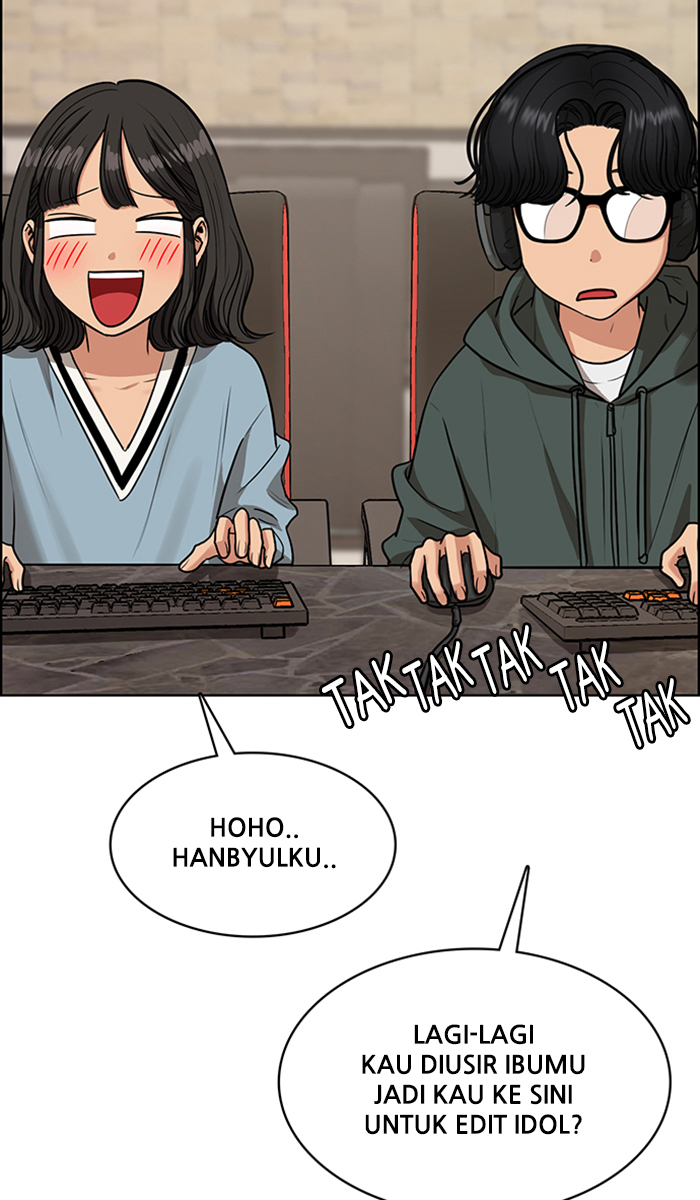 TAK TAK TAK TAK TAK
HOHO..
HANBYULKU..
LAGI-LAGI
KAU DIUSIR IBUMU
JADI KAU KE SINI
UNTUK EDIT IDOL?